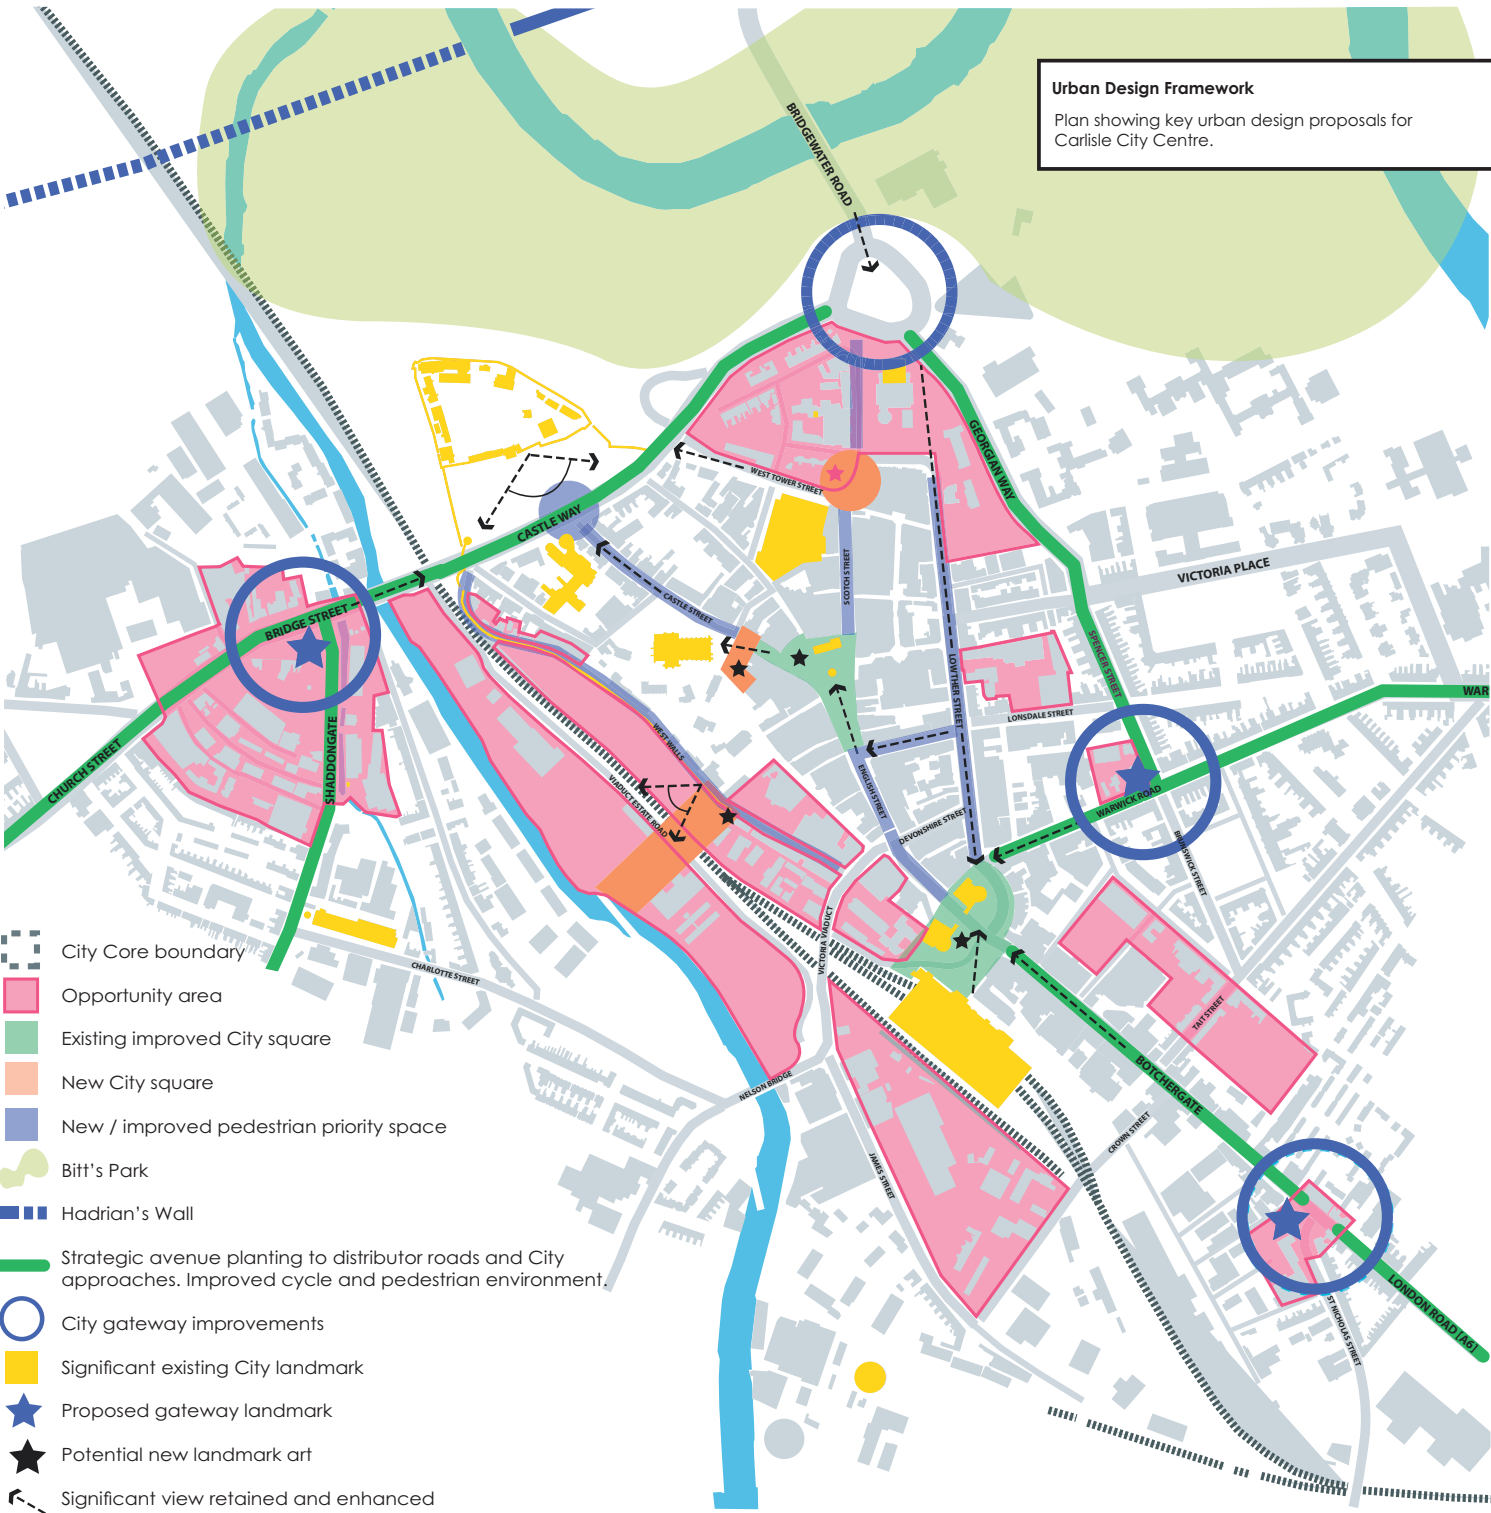 Urban Design Framework
Plan showing key urban design proposals for
Carlisle City Centre.
BRIDGEWATER ROAD
GEORGIAN WAY
WEST TOWER STREET
CASTLE WAY
VICTORIA PLACE
SCOTCH STREET
CASTLE STREET
BRIDGE STREET
SPENCER STREET
LOWTHER STREET
LONSDALE STREET
WAR
WEST WALLS
SHADDONGATE
CHURCH STREET
VIADUCT ESTATE ROAD
ENGLISH STREET
DEVONSHIRE STREET
WARWICK ROAD
BRUNSWICK STREET
VICTORIA VIADUCT
CHARLOTTE STREET
TAIT STREET
BOTCHERGATE
NELSON BRIDGE
CROWN STREET
JAMES STREET
LONDON ROAD [A6]
ST NICHOLAS STREET
City Core boundary
Opportunity area
Existing improved City square
New City square
New / improved pedestrian priority space
Bitt's Park
Hadrian's Wall
Strategic avenue planting to distributor roads and City
approaches. Improved cycle and pedestrian environment.
City gateway improvements
Significant existing City landmark
Proposed gateway landmark
Potential new landmark art
Significant view retained and enhanced